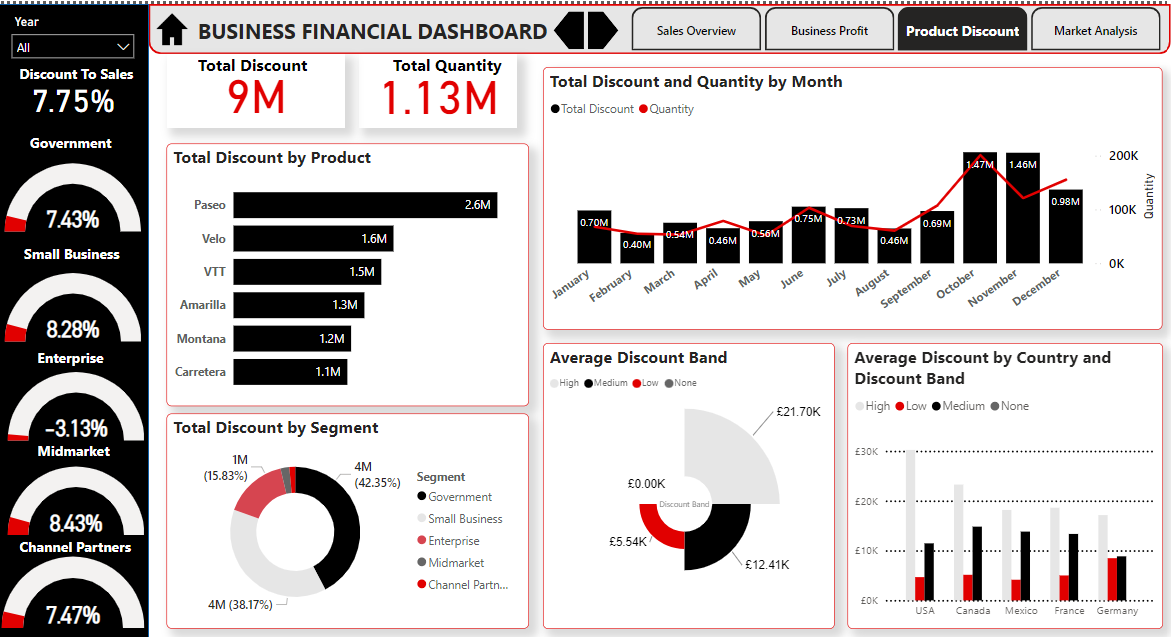 Year
All
Discount To Sales
7.75%
Government
7.43%
Small Business
8.28%
Enterprise
-3.13%
Midmarket
8.43%
Channel Partners
7.47%
BUSINESS FINANCIAL DASHBOARD
Sales Overview
Business Profit
Product Discount
Market Analysis
Total Discount
9M
Total Quantity
1.13M
Total Discount by Product
Paseo 2.6M
Velo 1.6M
VTT 1.5M
Amarilla 1.3M
Montana 1.2M
Carretera 1.1M
Total Discount and Quantity by Month
Total Discount Quantity
0.70M 0.40M 0.54M 0.46M 0.56M 0.75M 0.73M 0.46M 0.69M 1.47M 1.46M 0.98M
200K
100K
0K
Quantity
January February March April May June July August September October November December
Total Discount by Segment
1M
(15.83%)
4M
(42.35%)
4M (38.17%)
Segment
Government
Small Business
Enterprise
Midmarket
Channel Partn...
Average Discount Band
High Medium Low None
£21.70K
£0.00K
Discount Band
£5.54K
£12.41K
Average Discount by Country and
Discount Band
High Low Medium None
£30K
£20K
£10K
£0K
USA Canada Mexico France Germany